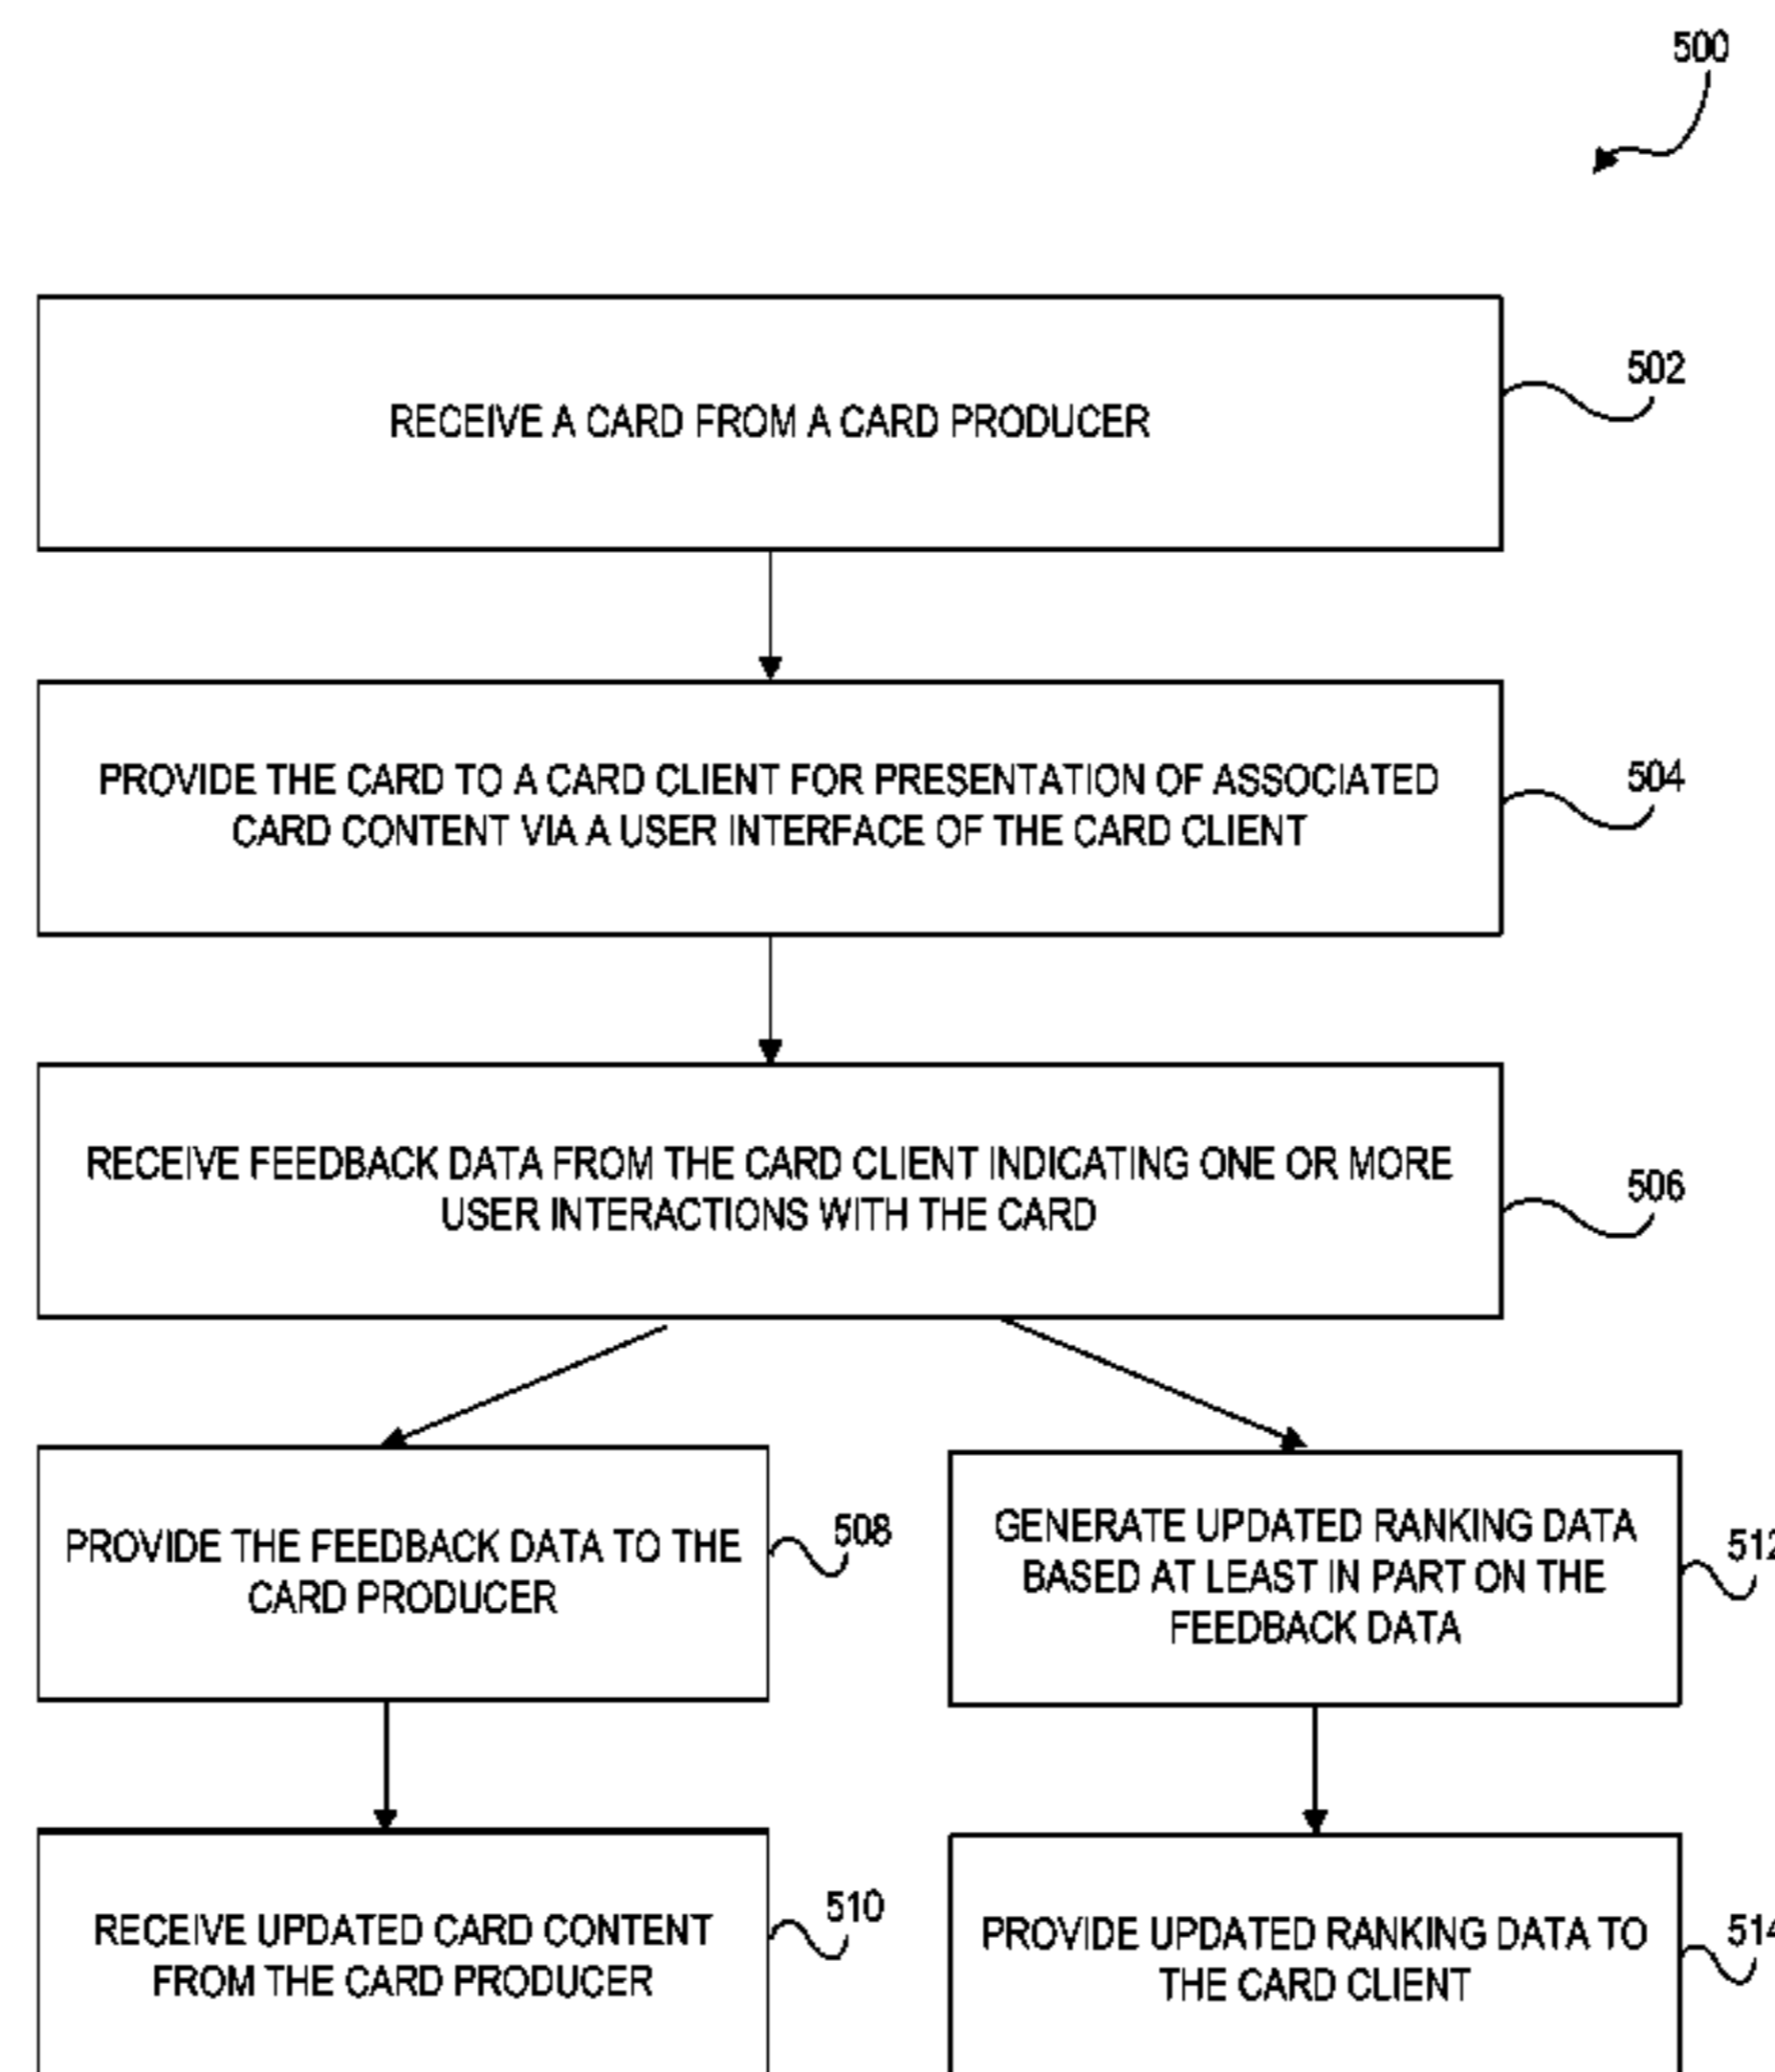 500
RECEIVE A CARD FROM A CARD PRODUCER
502
PROVIDE THE CARD TO A CARD CLIENT FOR PRESENTATION OF ASSOCIATED
CARD CONTENT VIA A USER INTERFACE OF THE CARD CLIENT
504
RECEIVE FEEDBACK DATA FROM THE CARD CLIENT INDICATING ONE OR MORE
USER INTERACTIONS WITH THE CARD
506
PROVIDE THE FEEDBACK DATA TO THE
CARD PRODUCER
508
GENERATE UPDATED RANKING DATA
BASED AT LEAST IN PART ON THE
FEEDBACK DATA
512
RECEIVE UPDATED CARD CONTENT
FROM THE CARD PRODUCER
510
PROVIDE UPDATED RANKING DATA TO
THE CARD CLIENT
514